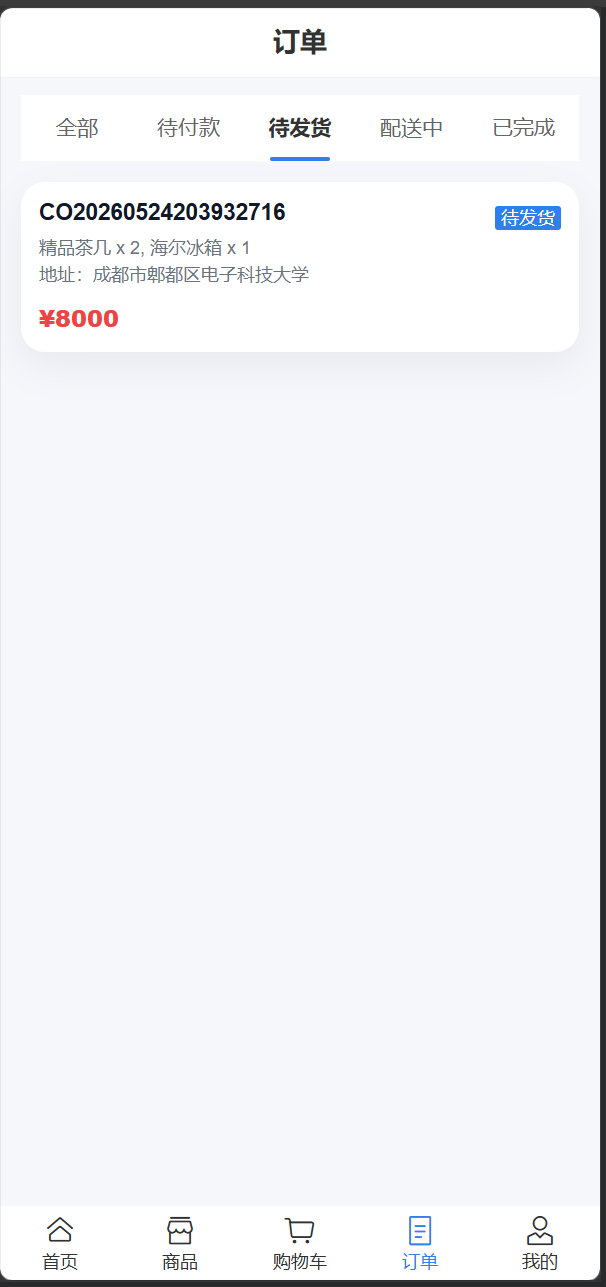 订单
全部 待付款 待发货 配送中 已完成
CO20260524203932716
待发货
精品茶几 x 2, 海尔冰箱 x 1
地址：成都市郫都区电子科技大学
¥8000
首页 商品 购物车 订单 我的